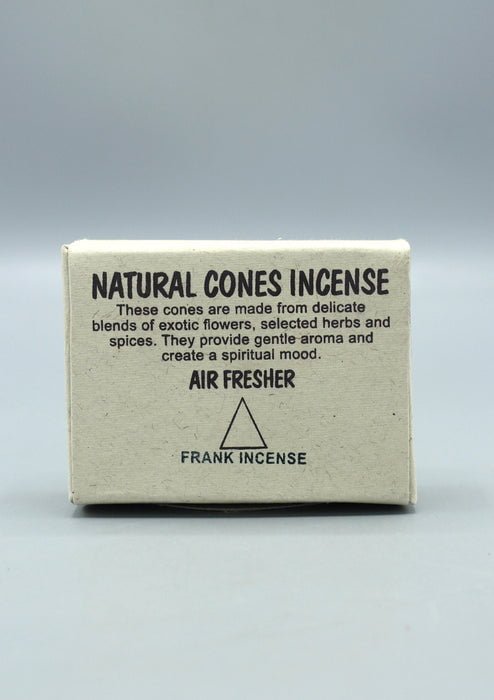 NATURAL CONES INCENSE
These cones are made from delicate
blends of exotic flowers, selected herbs and
spices. They provide gentle aroma and
create a spiritual mood.
AIR FRESHER
FRANK INCENSE